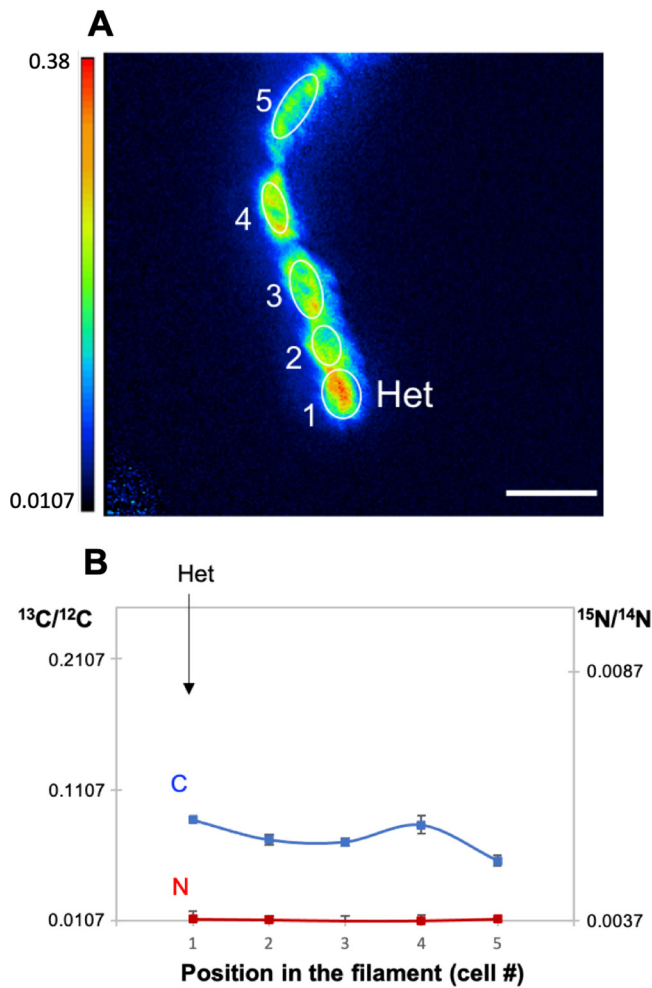 A
0.38
5
4
3
2
1
Het
0.0107
B
Het
¹³C/¹²C
¹⁵N/¹⁴N
0.2107
0.0087
C
0.1107
N
0.0107
0.0037
1 2 3 4 5
Position in the filament (cell #)